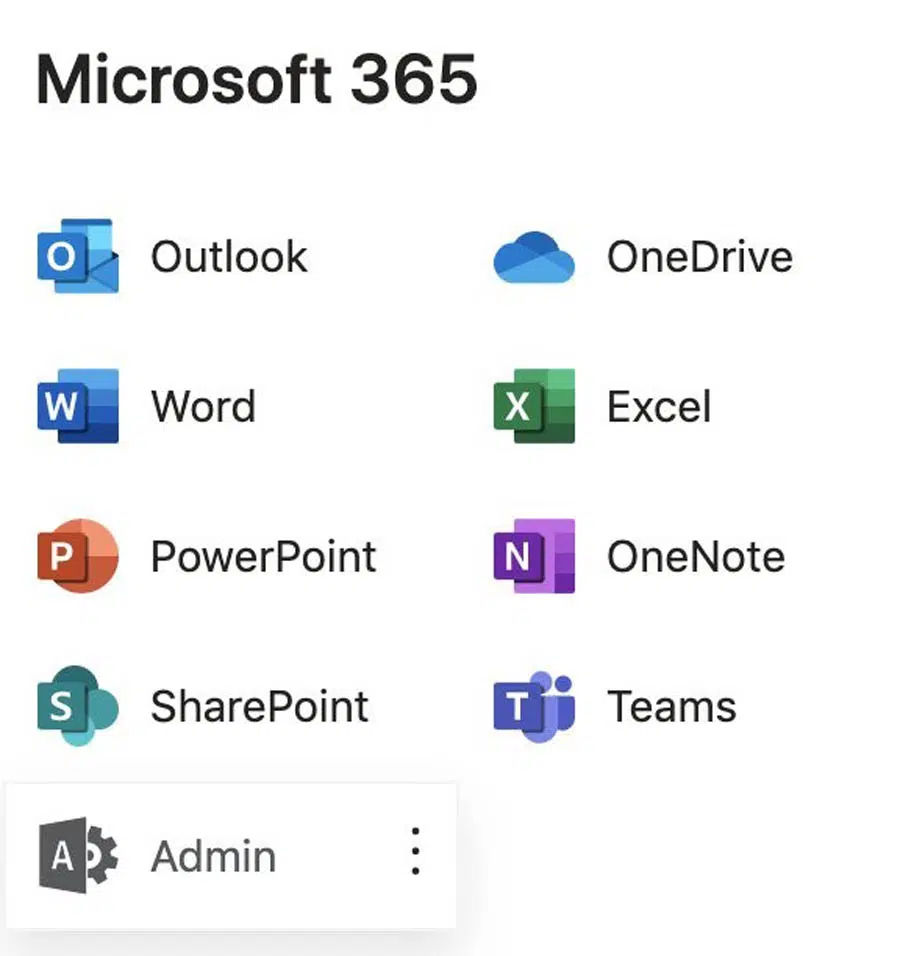 Microsoft 365
O Outlook
OneDrive
W Word
X Excel
P PowerPoint
N OneNote
S SharePoint
T Teams
A Admin